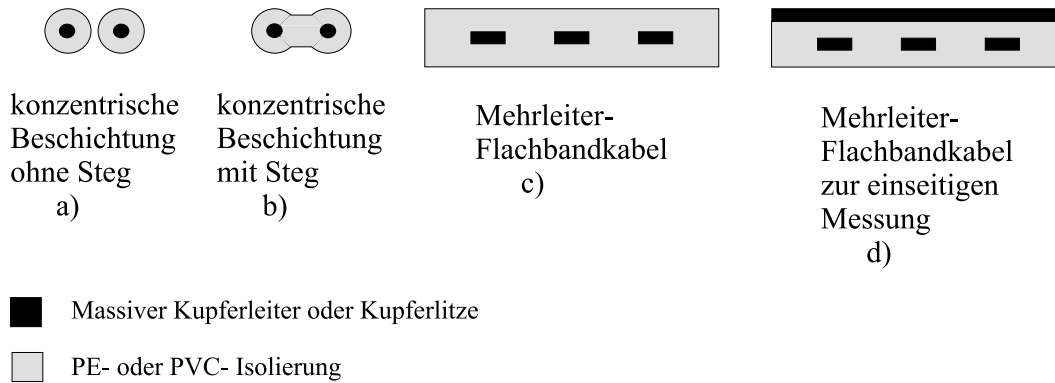 konzentrische
Beschichtung
ohne Steg
a)
konzentrische
Beschichtung
mit Steg
b)
Mehrleiter-
Flachbandkabel
c)
Mehrleiter-
Flachbandkabel
zur einseitigen
Messung
d)
Massiver Kupferleiter oder Kupferlitze
PE- oder PVC- Isolierung